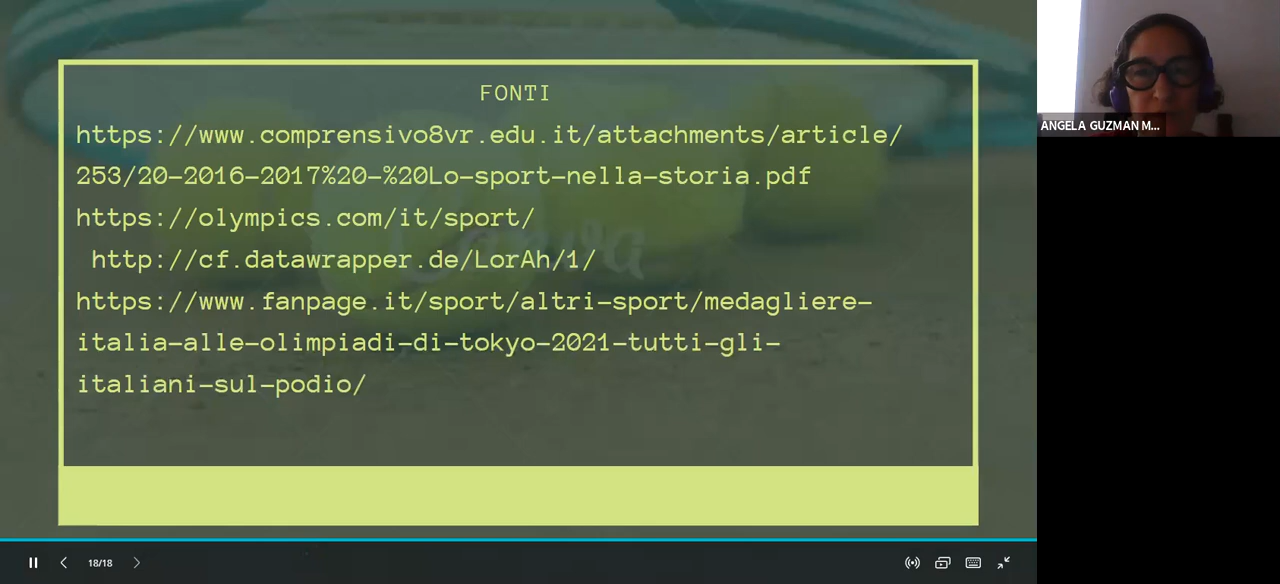 FONTI
https://www.comprensivo8vr.edu.it/attachments/article/
253/20-2016-2017%20-%20Lo-sport-nella-storia.pdf
https://olympics.com/it/sport/
http://cf.datawrapper.de/LorAh/1/
https://www.fanpage.it/sport/altri-sport/medagliere-
italia-alle-olimpiadi-di-tokyo-2021-tutti-gli-
italiani-sul-podio/
Canva
18/18
ANGELA GUZMAN M...